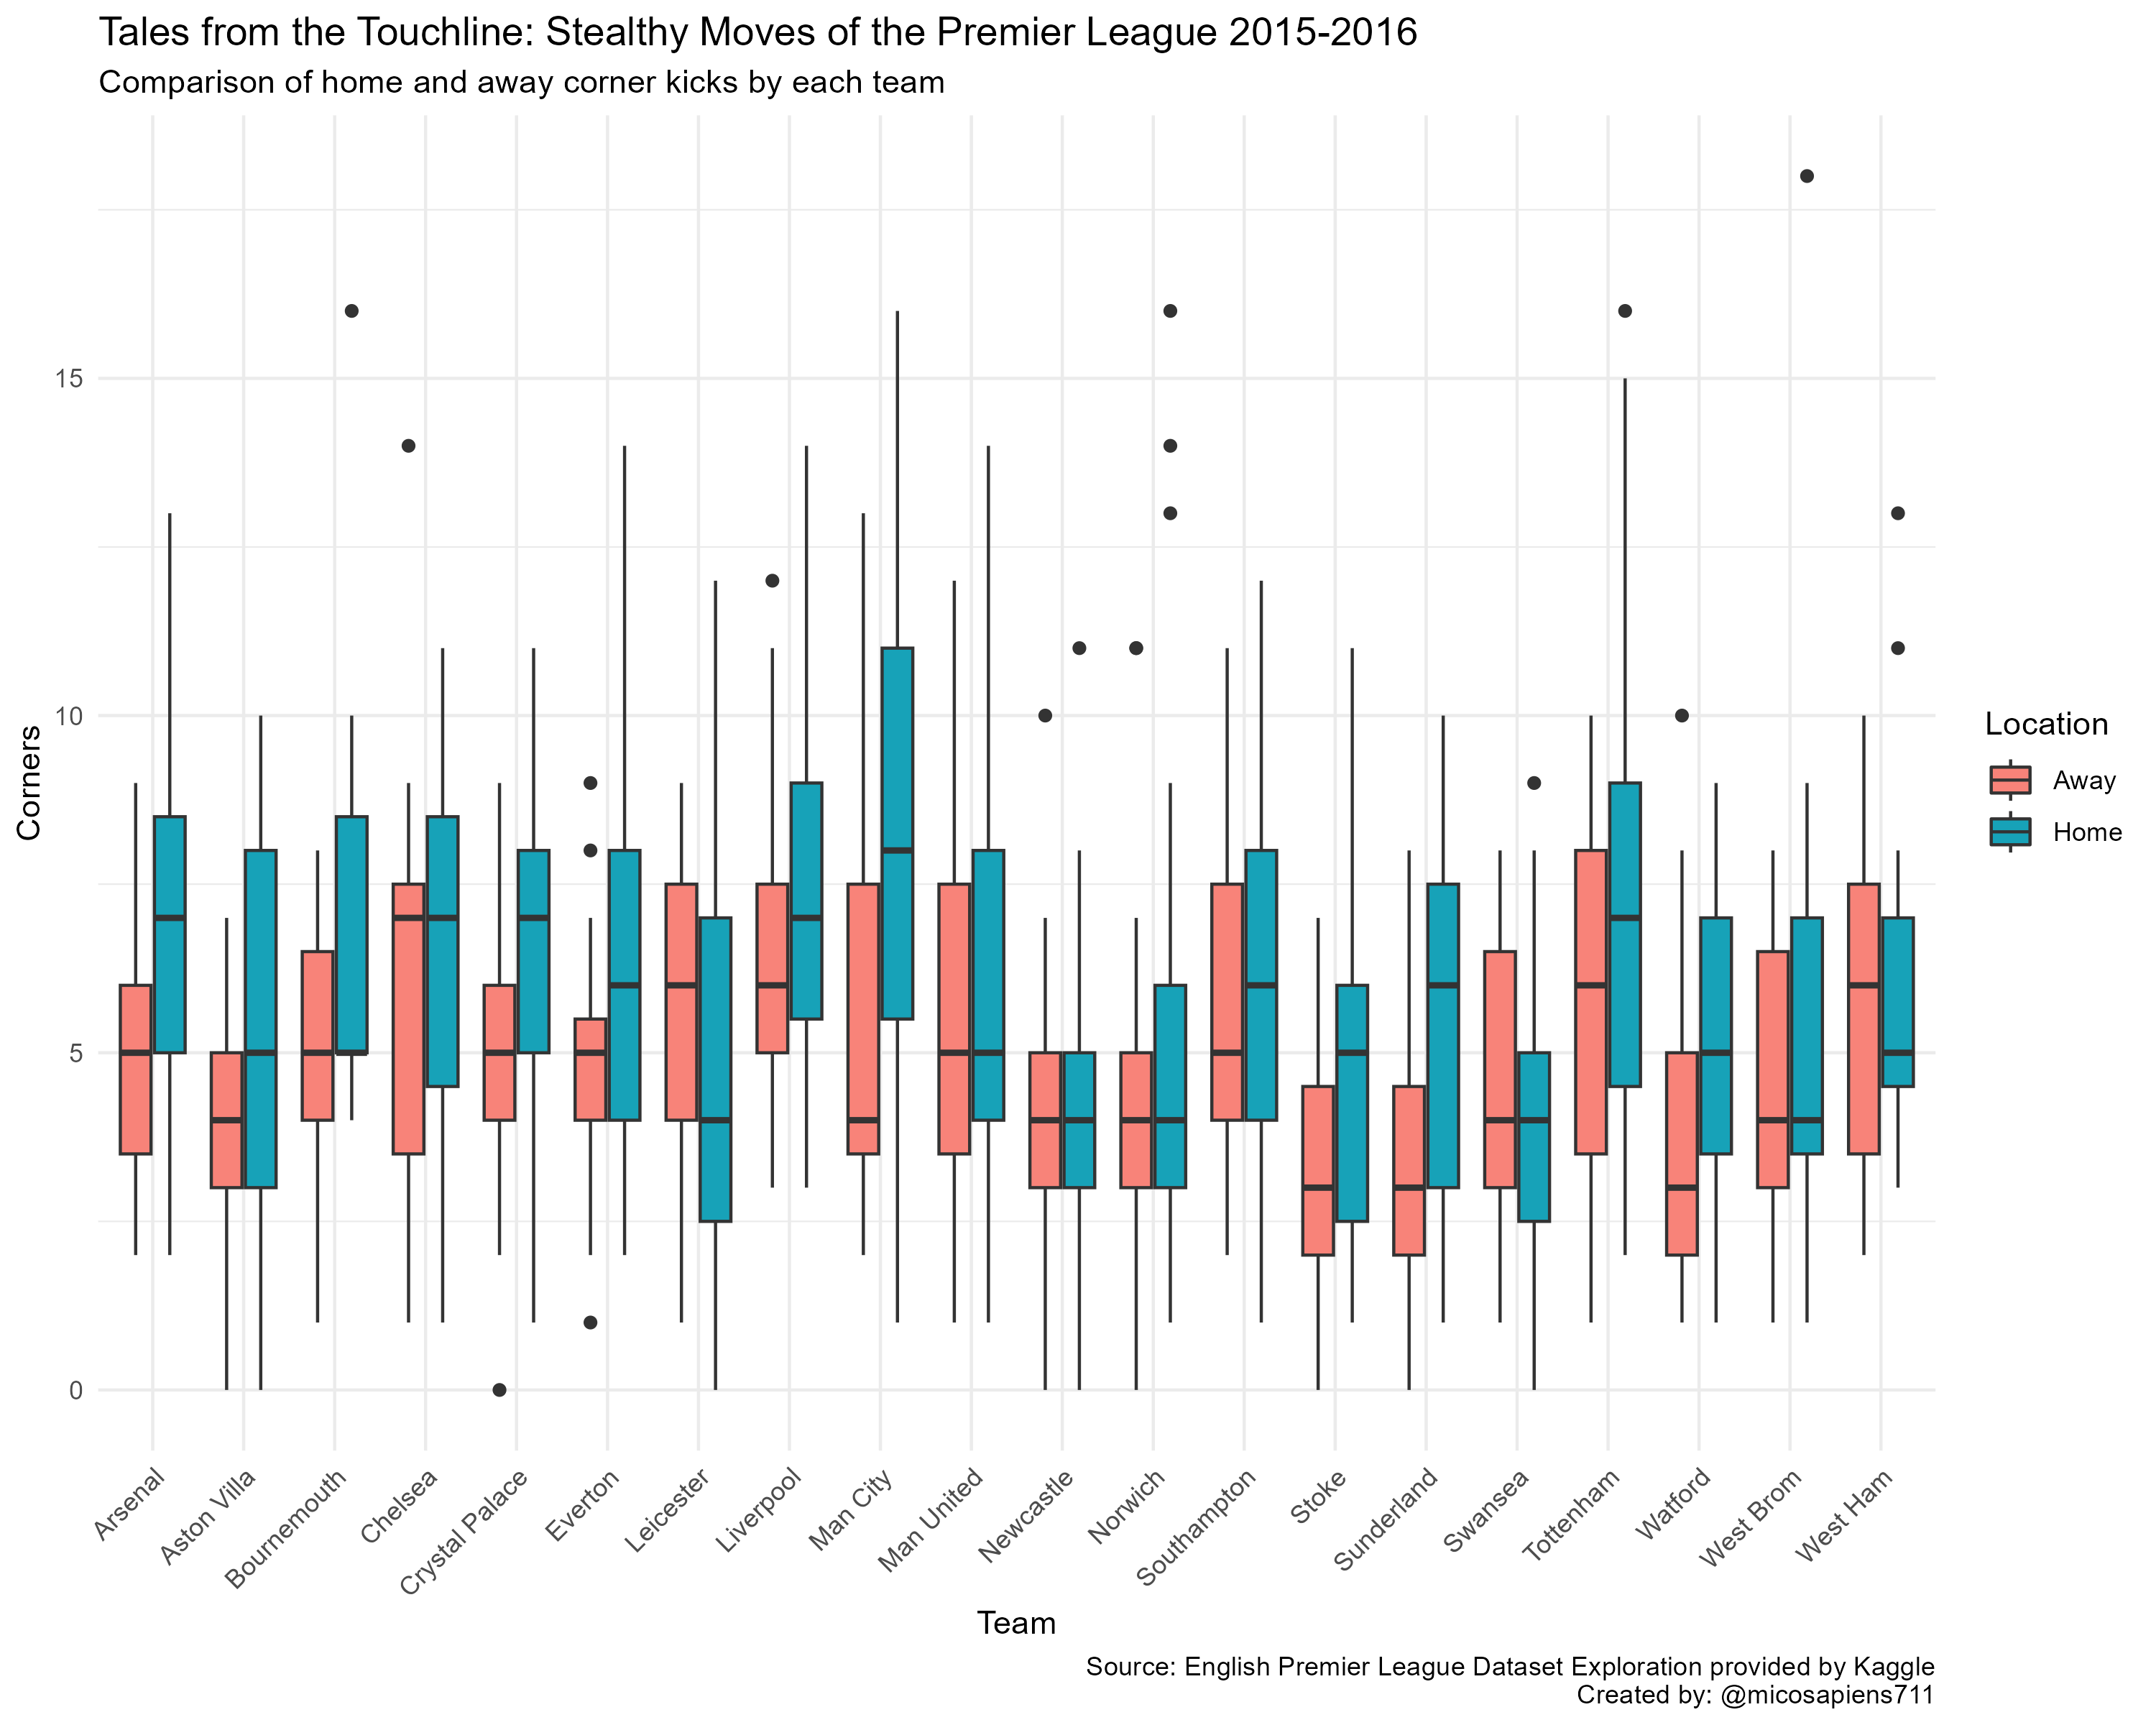 Tales from the Touchline: Stealthy Moves of the Premier League 2015-2016
Comparison of home and away corner kicks by each team
15
10
5
0
Corners
Location
Away
Home
Arsenal
Aston Villa
Bournemouth
Chelsea
Crystal Palace
Everton
Leicester
Liverpool
Man City
Man United
Newcastle
Norwich
Southampton
Stoke
Sunderland
Swansea
Tottenham
Watford
West Brom
West Ham
Team
Source: English Premier League Dataset Exploration provided by Kaggle
Created by: @micosapiens711